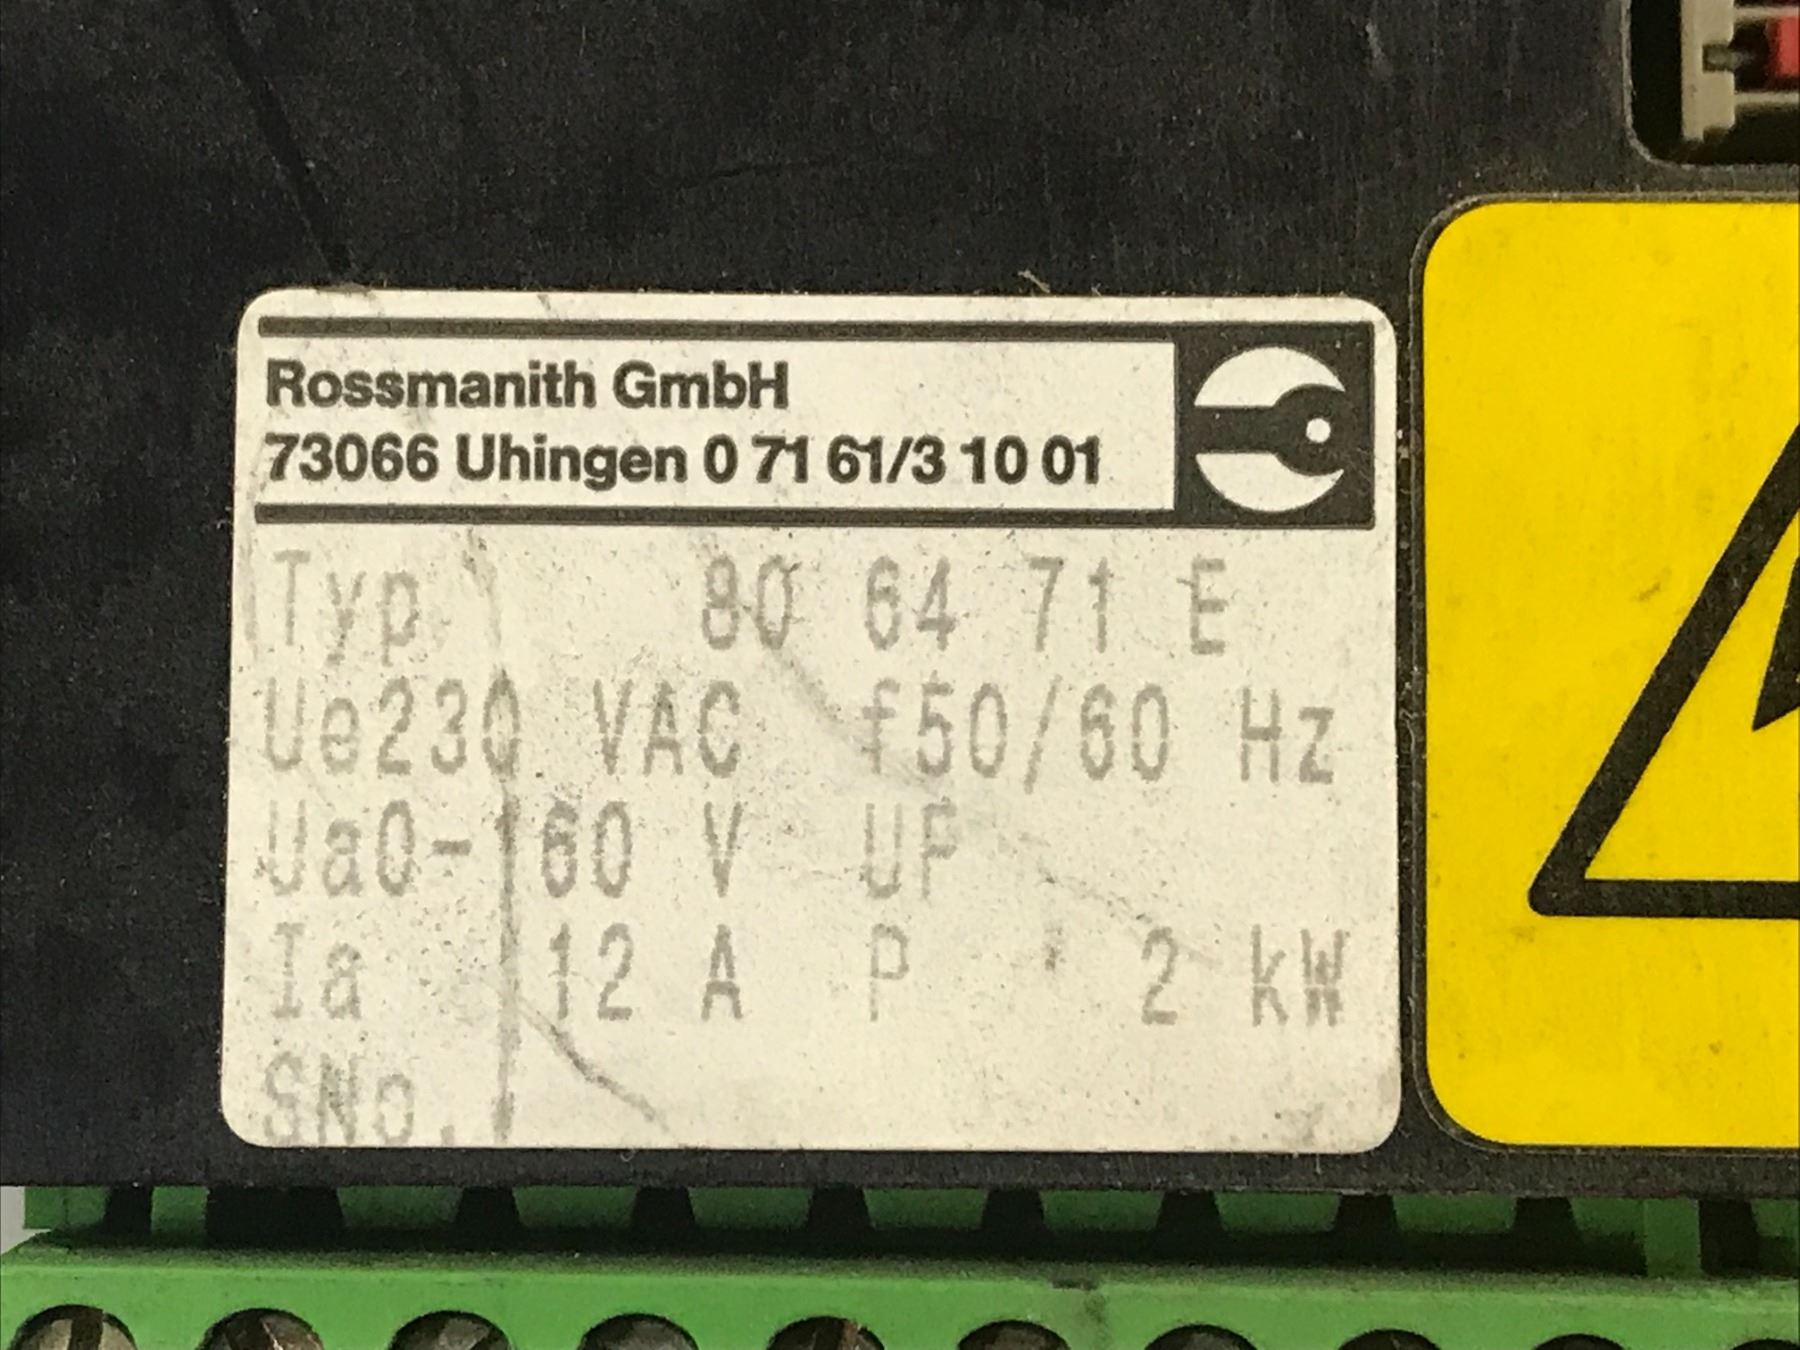 Rossmanith GmbH
73066 Uhingen 0 71 61/3 10 01
Typ 80 64 71 E
Ue230 VAC f50/60 Hz
Ua0-160 V UF
Ia 12 A P 2 kW
SNo.